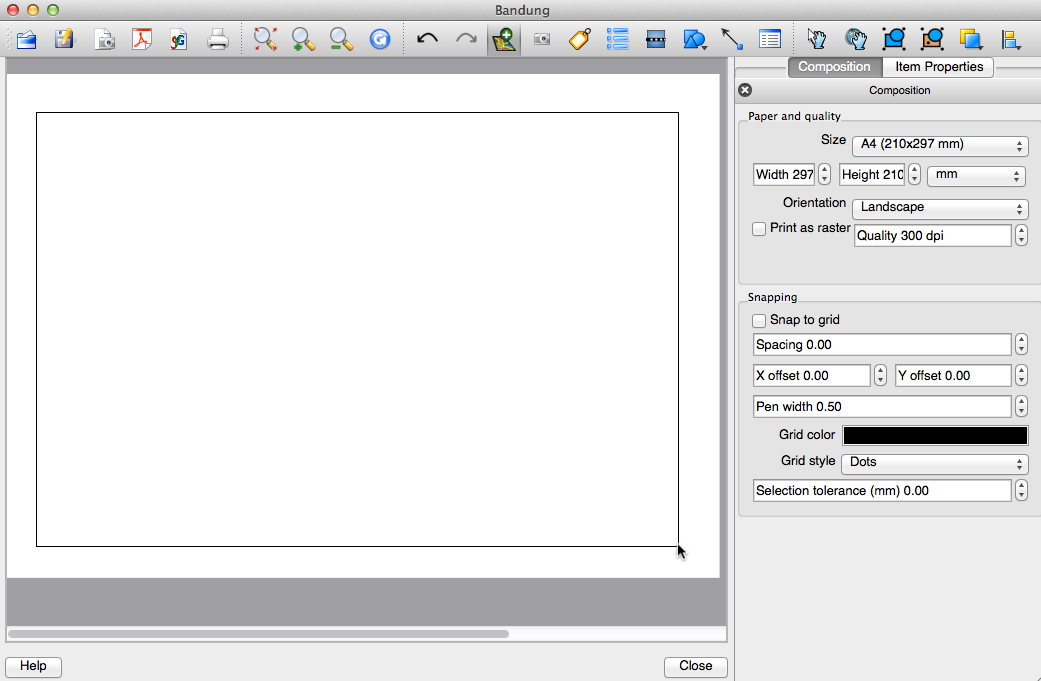 Bandung
Composition
Item Properties
Composition
Paper and quality
Size
A4 (210x297 mm)
Width 297
Height 210
mm
Orientation
Landscape
Print as raster
Quality 300 dpi
Snapping
Snap to grid
Spacing 0.00
X offset 0.00
Y offset 0.00
Pen width 0.50
Grid color
Grid style
Dots
Selection tolerance (mm) 0.00
Help
Close